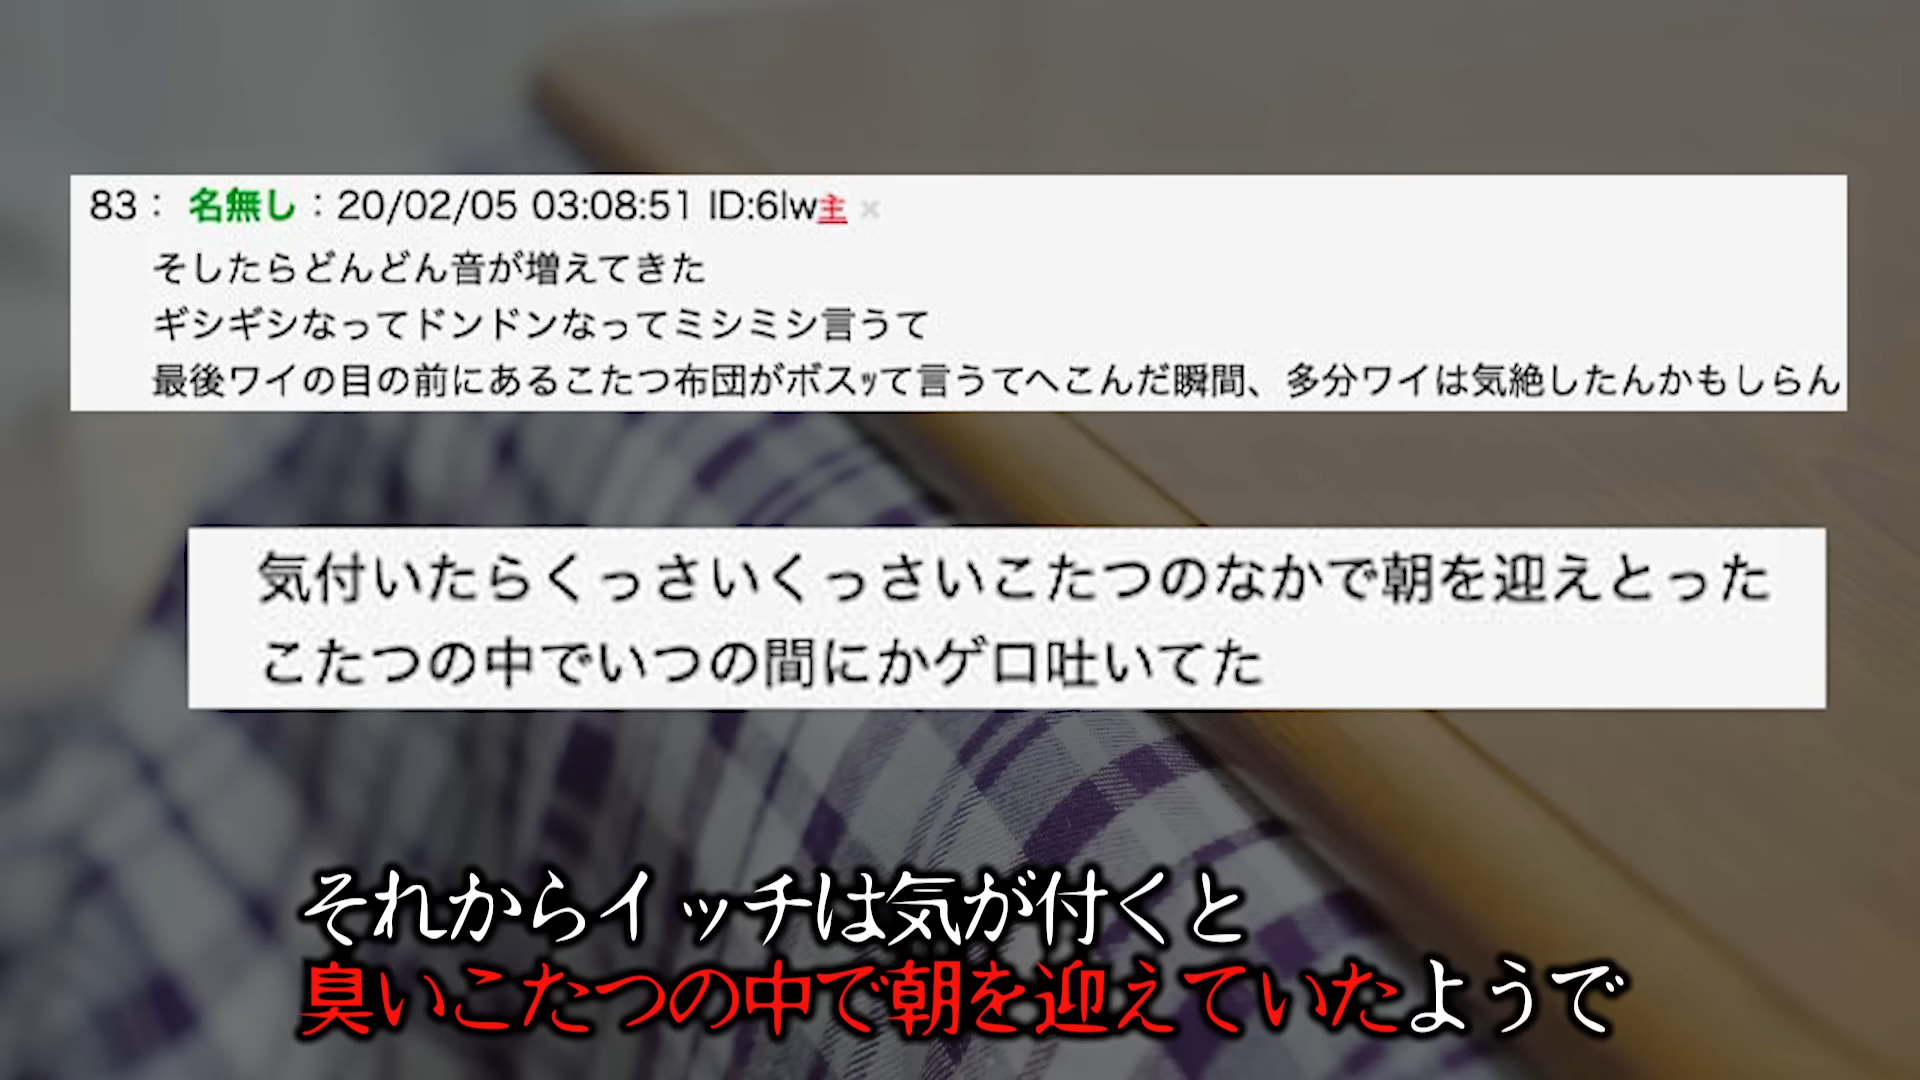 83： 名無し：20/02/05 03:08:51 ID:6lw主 ×
そしたらどんどん音が増えてきた
ギシギシなってドンドンなってミシミシ言うて
最後ワイの目の前にあるこたつ布団がボスｯて言うてへこんだ瞬間、多分ワイは気絶したんかもしらん
気付いたらくっさいくっさいこたつのなかで朝を迎えとった
こたつの中でいつの間にかゲロ吐いてた
それからイッチは気が付くと
臭いこたつの中で朝を迎えていたようで